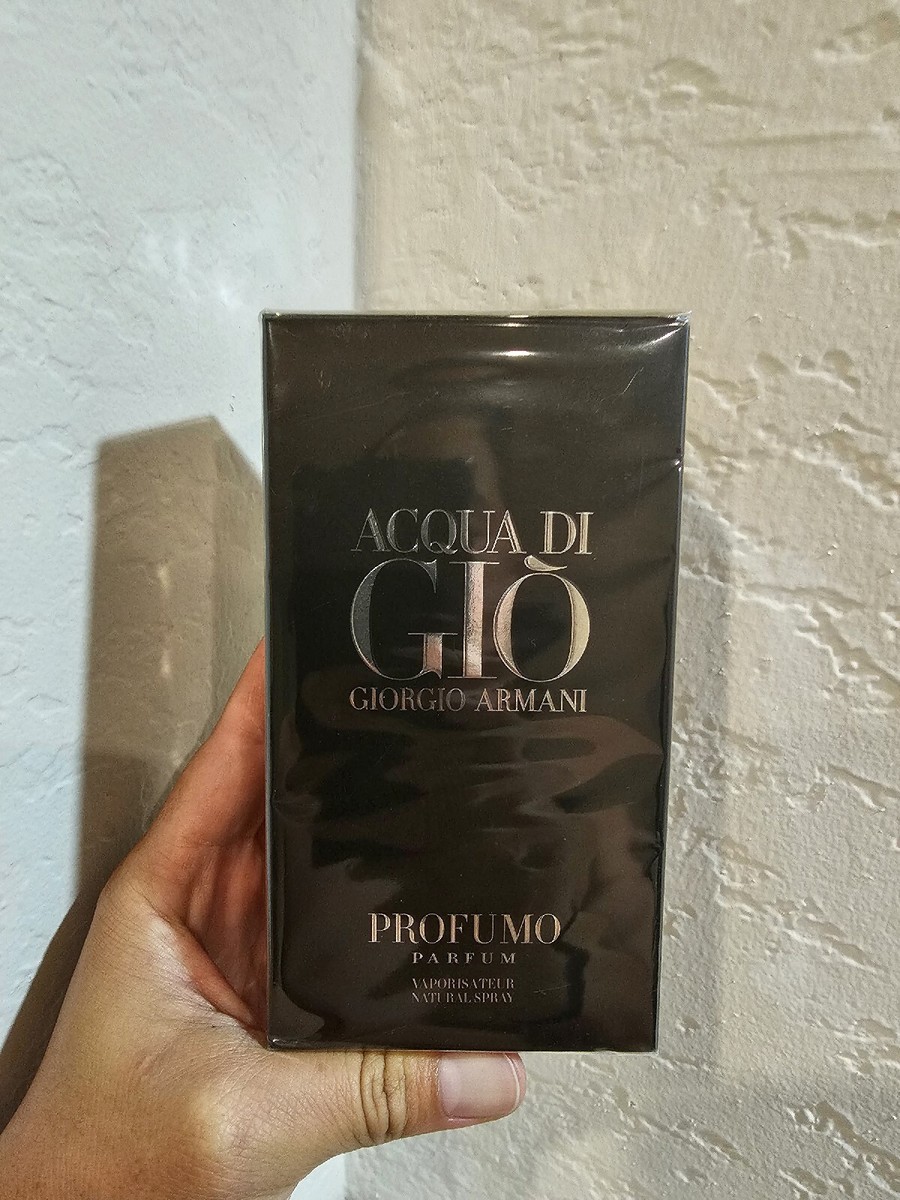 ACQUA DI
GIÒ
GIORGIO ARMANI
PROFUMO
PARFUM
VAPORISATEUR
NATURAL SPRAY